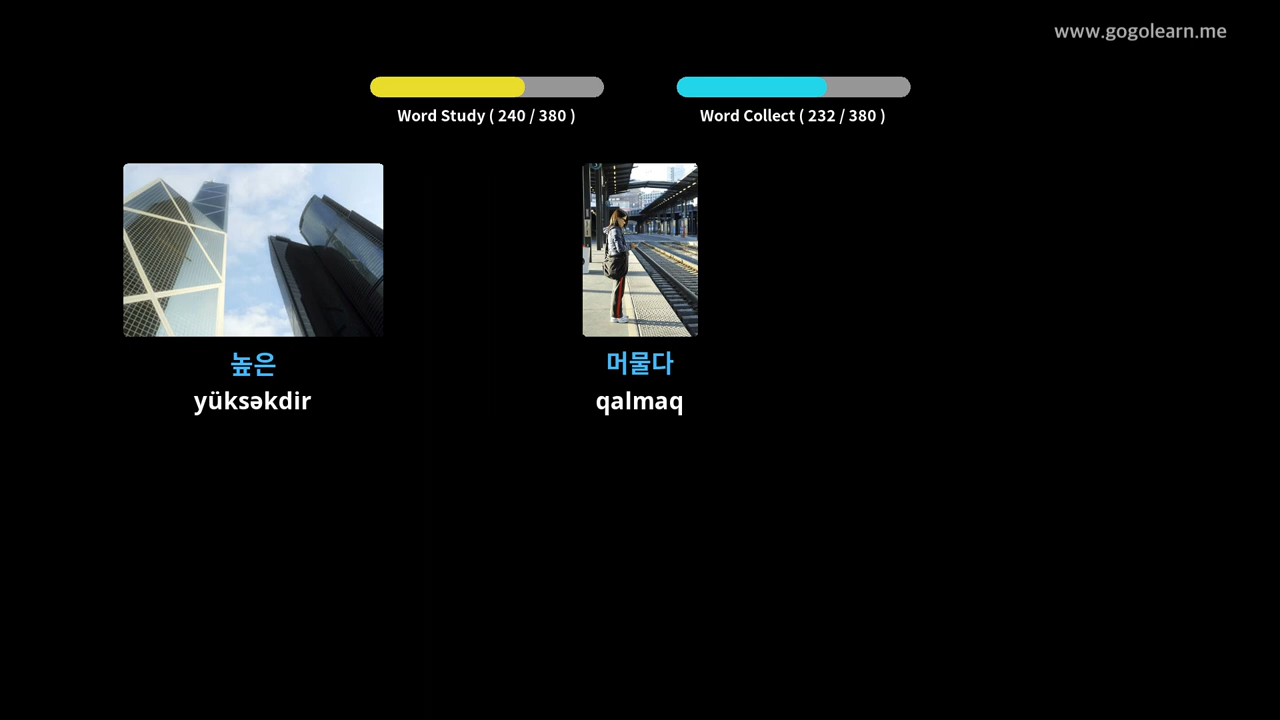 www.gogolearn.me
Word Study ( 240 / 380 )
Word Collect ( 232 / 380 )
높은
yüksəkdir
머물다
qalmaq